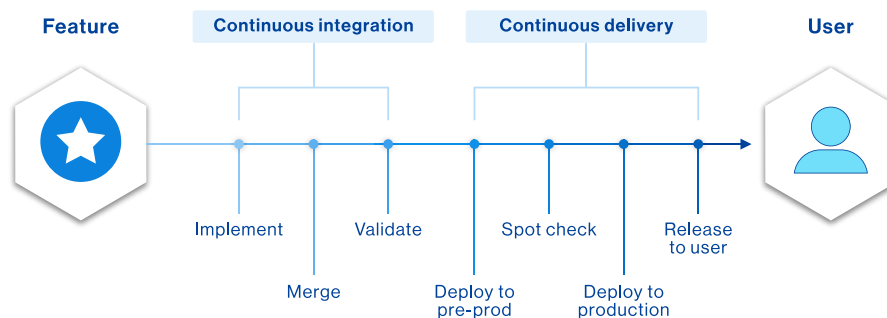 Feature
Continuous integration
Continuous delivery
User
Implement
Validate
Spot check
Release
to user
Merge
Deploy to
pre-prod
Deploy to
production